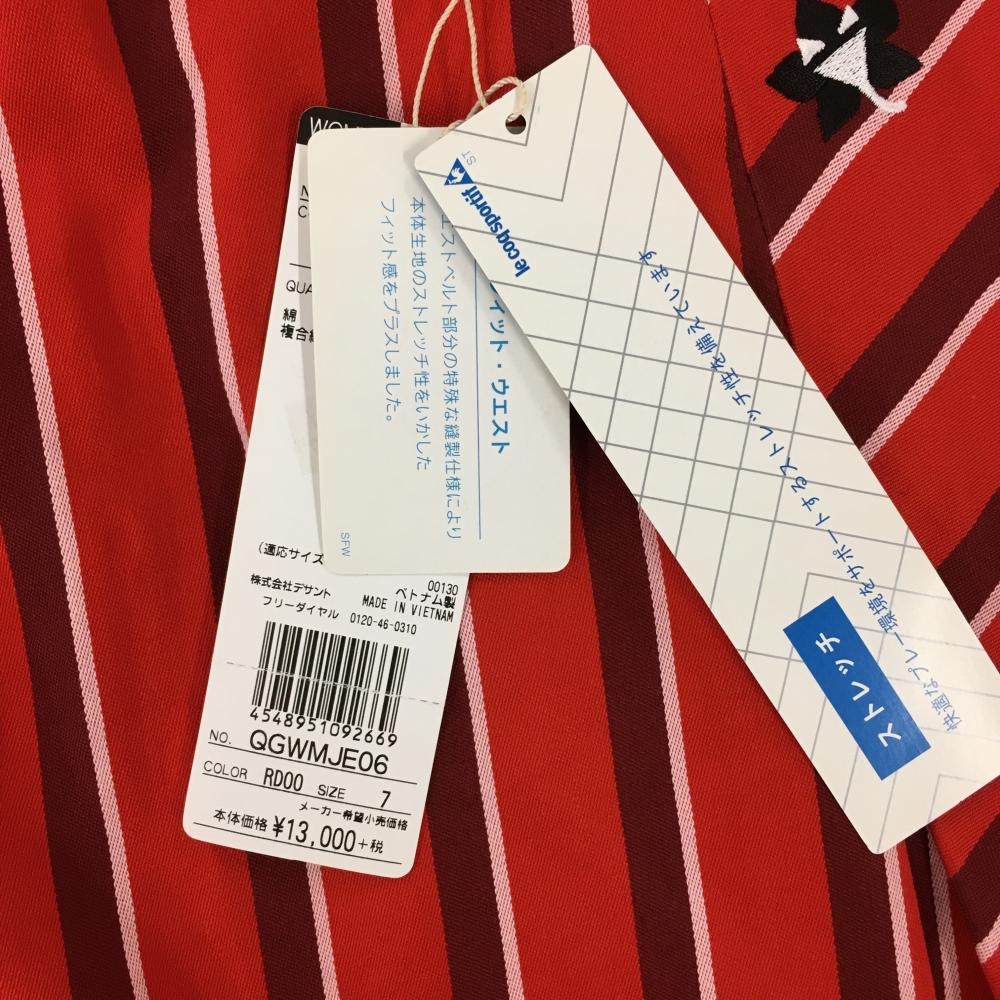 QUA
綿
複合
（適応サイズ
00130
株式会社デサント
ベトナム製
MADE IN VIETNAM
フリーダイヤル 0120-46-0310
4548951092669
NO. QGWMJE06
COLOR RD00 SIZE 7
メーカー希望小売価格
本体価格 ¥13,000+税
ィット・ウエスト
エストベルト部分の特殊な縫製仕様により
本体生地のストレッチ性をいかした
フィット感をプラスしました。
SFW
ST
le coq sportif
ストレッチ
快適なプレー環境をサポートするストレッチ性を備えています